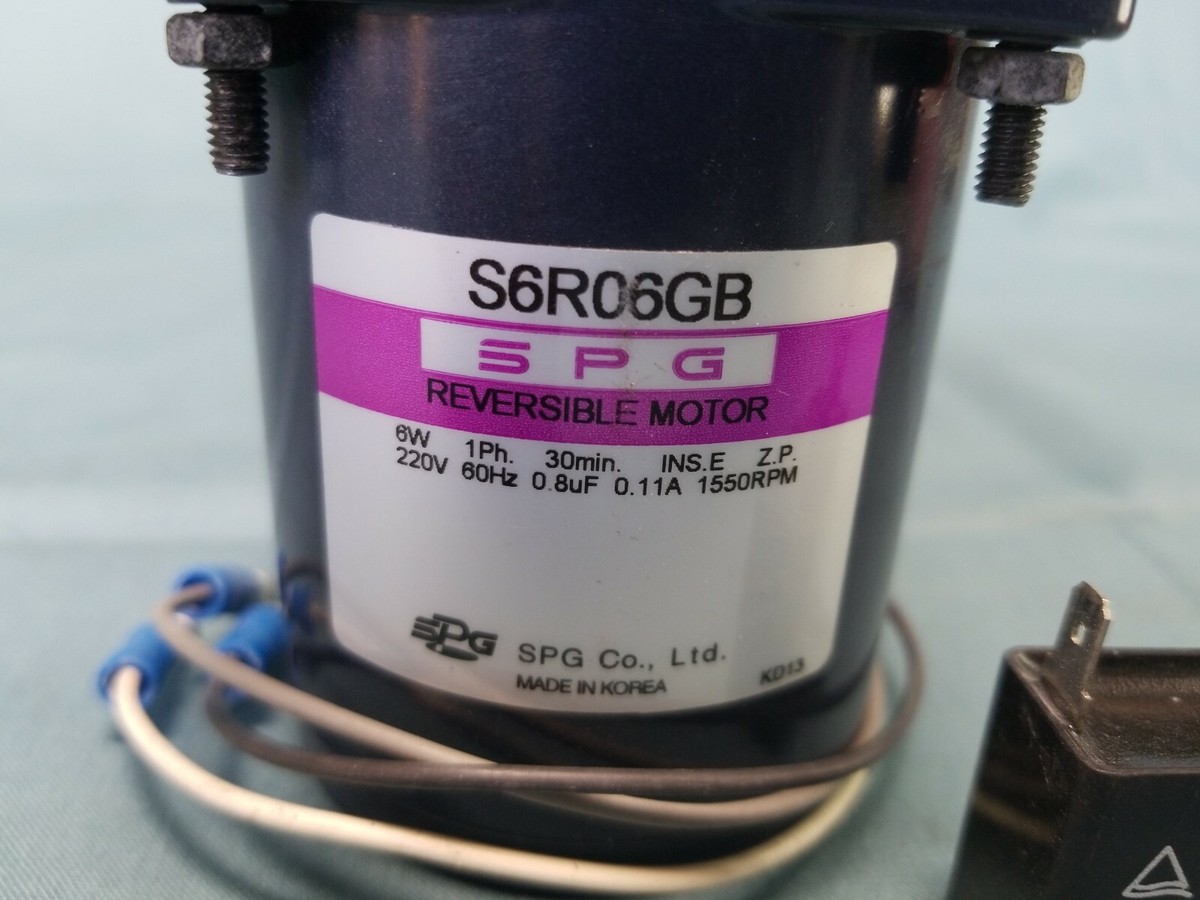 S6R06GB
SPG
REVERSIBLE MOTOR
6W 1Ph. 30min. INS.E Z.P.
220V 60Hz 0.8uF 0.11A 1550RPM
SPG SPG Co., Ltd.
MADE IN KOREA KD13